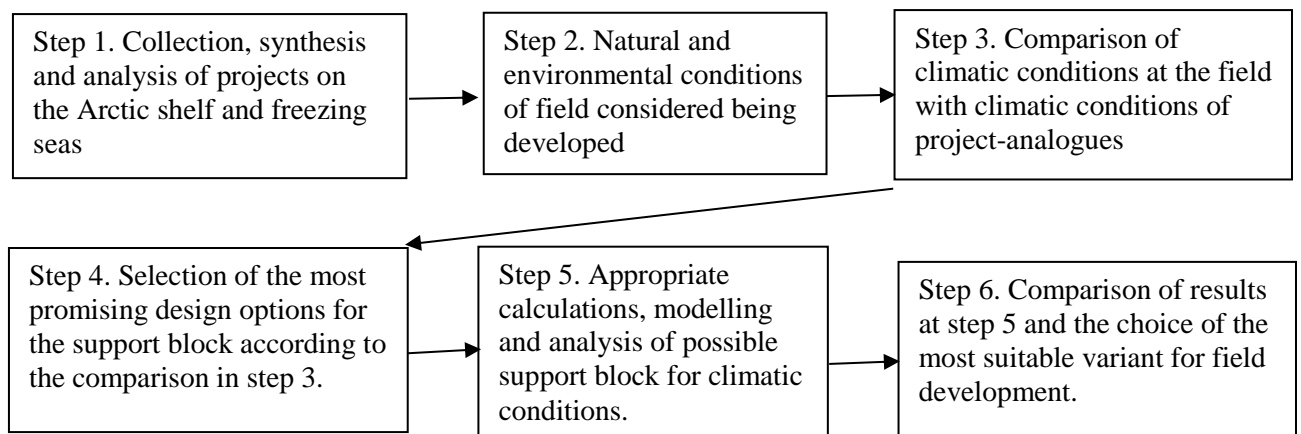 Step 1. Collection, synthesis
and analysis of projects on
the Arctic shelf and freezing
seas
Step 2. Natural and
environmental conditions
of field considered being
developed
Step 3. Comparison of
climatic conditions at the field
with climatic conditions of
project-analogues
Step 4. Selection of the most
promising design options for
the support block according to
the comparison in step 3.
Step 5. Appropriate
calculations, modelling
and analysis of possible
support block for climatic
conditions.
Step 6. Comparison of results
at step 5 and the choice of the
most suitable variant for field
development.